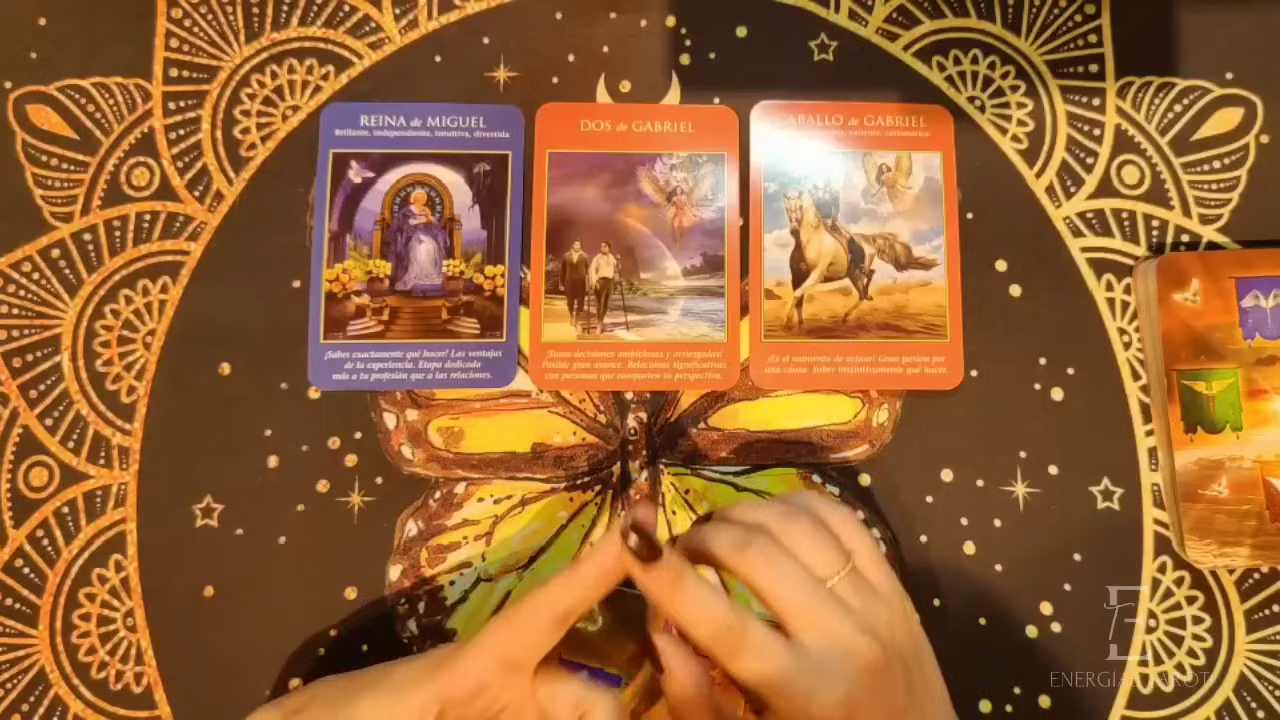 REINA de MIGUEL
Brillante, independiente, intuitiva, divertida
¡Sabes exactamente qué hacer! Las ventajas
de la experiencia. Etapa dedicada
más a tu profesión que a las relaciones.
DOS de GABRIEL
¡Toma decisiones ambiciosas y arriesgadas!
Posible gran avance. Relaciones significativas
con personas que comparten tu perspectiva.
CABALLO de GABRIEL
valiente, carismática
¡Es el momento de actuar! Gran pasión por
una causa. Saber instintivamente qué hacer.